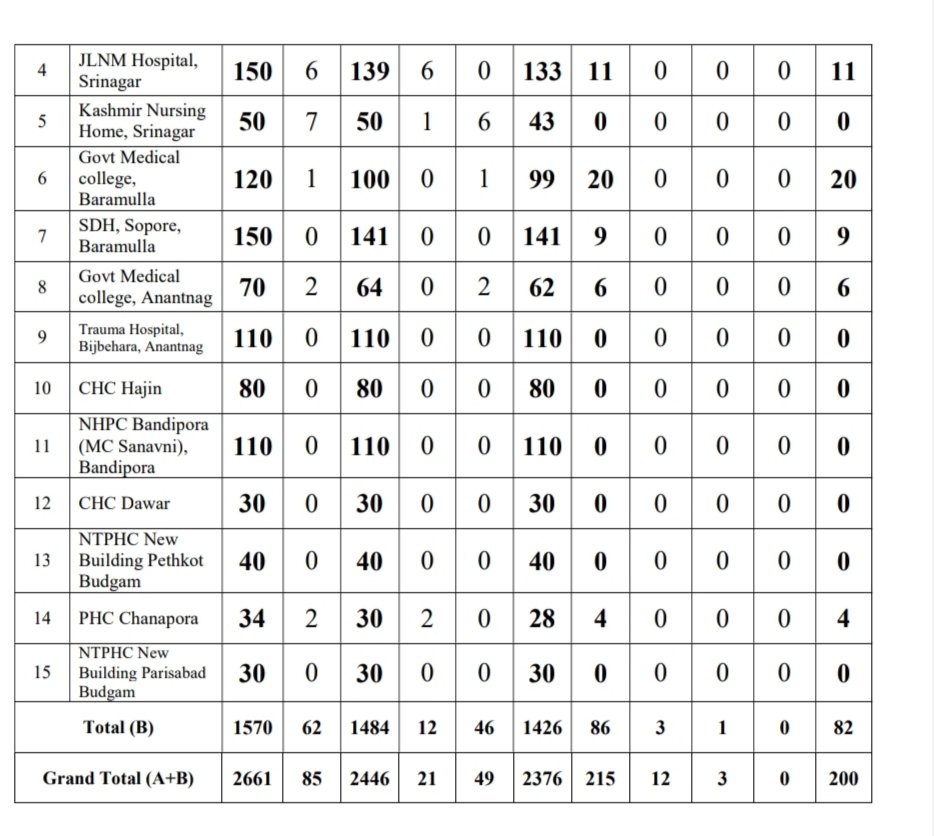 4 JLNM Hospital, Srinagar 150 6 139 6 0 133 11 0 0 0 11
5 Kashmir Nursing Home, Srinagar 50 7 50 1 6 43 0 0 0 0 0
6 Govt Medical college, Baramulla 120 1 100 0 1 99 20 0 0 0 20
7 SDH, Sopore, Baramulla 150 0 141 0 0 141 9 0 0 0 9
8 Govt Medical college, Anantnag 70 2 64 0 2 62 6 0 0 0 6
9 Trauma Hospital, Bijbehara, Anantnag 110 0 110 0 0 110 0 0 0 0 0
10 CHC Hajin 80 0 80 0 0 80 0 0 0 0 0
11 NHPC Bandipora (MC Sanavni), Bandipora 110 0 110 0 0 110 0 0 0 0 0
12 CHC Dawar 30 0 30 0 0 30 0 0 0 0 0
13 NTPHC New Building Pethkot Budgam 40 0 40 0 0 40 0 0 0 0 0
14 PHC Chanapora 34 2 30 2 0 28 4 0 0 0 4
15 NTPHC New Building Parisabad Budgam 30 0 30 0 0 30 0 0 0 0 0
Total (B) 1570 62 1484 12 46 1426 86 3 1 0 82
Grand Total (A+B) 2661 85 2446 21 49 2376 215 12 3 0 200